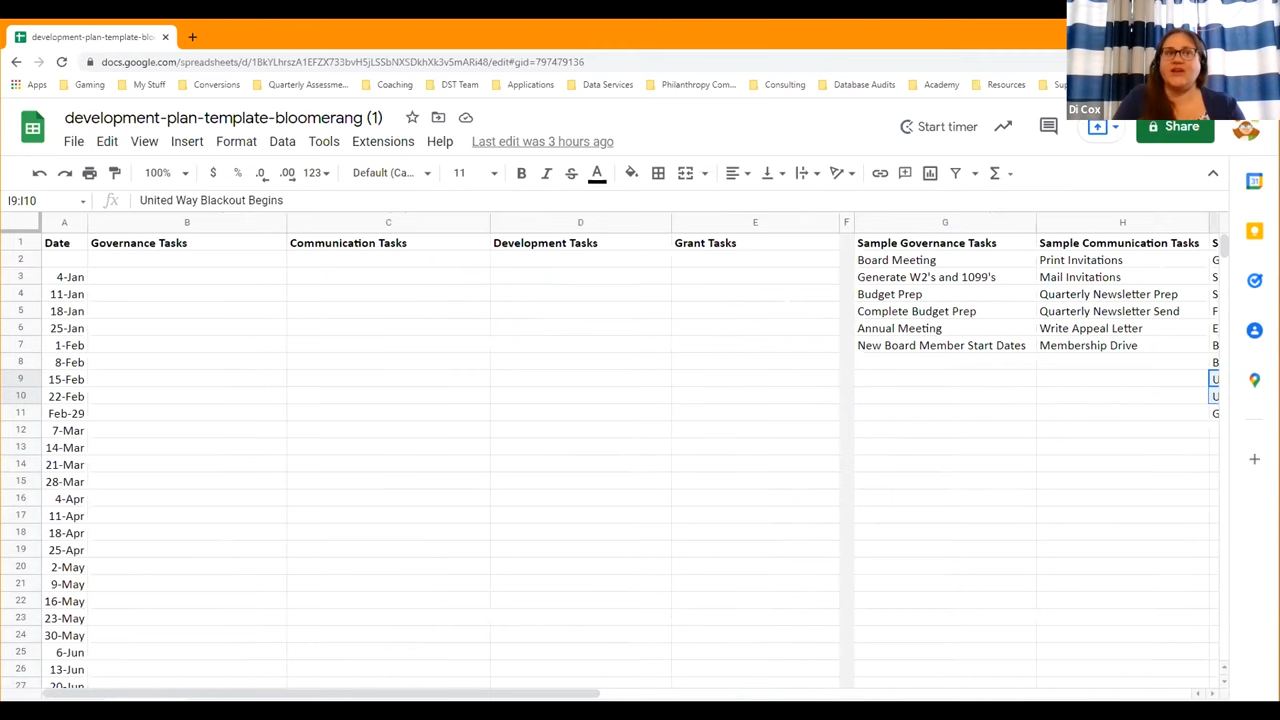 development-plan-template-bloo
docs.google.com/spreadsheets/d/1BkYLhrszA1EFZX733bvH5jLSSbNXSDkhXk3v5mM8cmI/edit#gid=797479136
Apps Gaming My Stuff Conversions Quarterly Assessme... Coaching DST Team Applications Data Services Philanthropy Com... Consulting Database Audits Academy Resources Sup
Di Cox
development-plan-template-bloomerang (1)
Start timer
Share
File Edit View Insert Format Data Tools Extensions Help Last edit was 3 hours ago
100% $ % .0 .00 123 Default (Ca... 11 B I S A Σ
I9:I10 fx United Way Blackout Begins
A B C D E F G H
1 Date Governance Tasks Communication Tasks Development Tasks Grant Tasks Sample Governance Tasks Sample Communication Tasks S
2 Board Meeting Print Invitations G
3 4-Jan Generate W2's and 1099's Mail Invitations S
4 11-Jan Budget Prep Quarterly Newsletter Prep S
5 18-Jan Complete Budget Prep Quarterly Newsletter Send F
6 25-Jan Annual Meeting Write Appeal Letter E
7 1-Feb New Board Member Start Dates Membership Drive B
8 8-Feb B
9 15-Feb U
10 22-Feb U
11 Feb-29 G
12 7-Mar
13 14-Mar
14 21-Mar
15 28-Mar
16 4-Apr
17 11-Apr
18 18-Apr
19 25-Apr
20 2-May
21 9-May
22 16-May
23 23-May
24 30-May
25 6-Jun
26 13-Jun
27 20-Jun